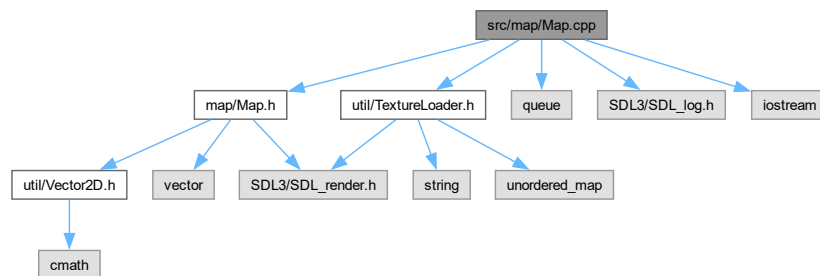 src/map/Map.cpp
map/Map.h
util/TextureLoader.h
queue
SDL3/SDL_log.h
iostream
util/Vector2D.h
vector
SDL3/SDL_render.h
string
unordered_map
cmath